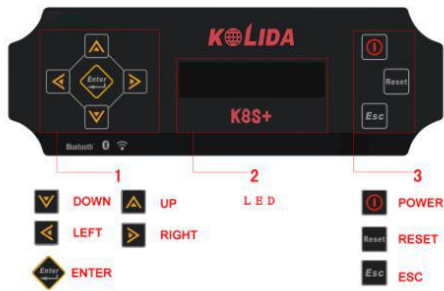 KOLIDA
Enter
Reset
K8S+
Esc
Bluetooth
1
2
3
DOWN
UP
LED
POWER
LEFT
RIGHT
Reset
RESET
Enter
ENTER
Esc
ESC